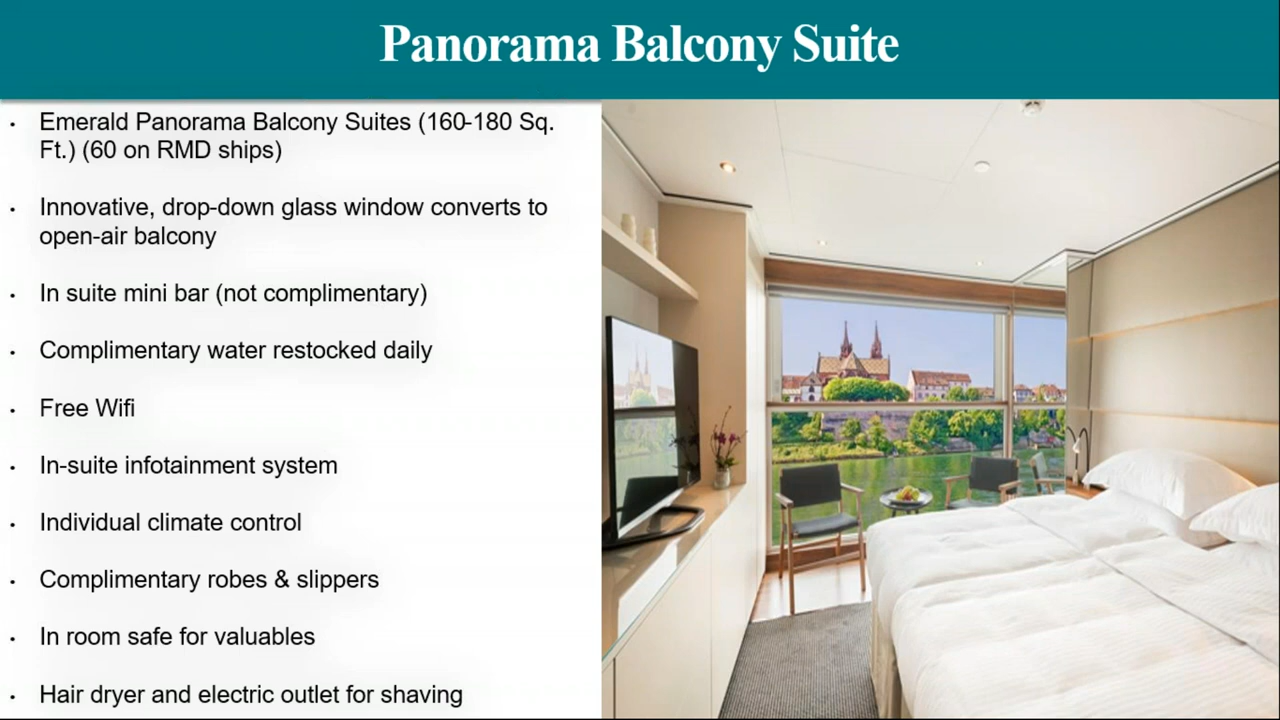 Panorama Balcony Suite
• Emerald Panorama Balcony Suites (160-180 Sq.
Ft.) (60 on RMD ships)
• Innovative, drop-down glass window converts to
open-air balcony
• In suite mini bar (not complimentary)
• Complimentary water restocked daily
• Free Wifi
• In-suite infotainment system
• Individual climate control
• Complimentary robes & slippers
• In room safe for valuables
• Hair dryer and electric outlet for shaving